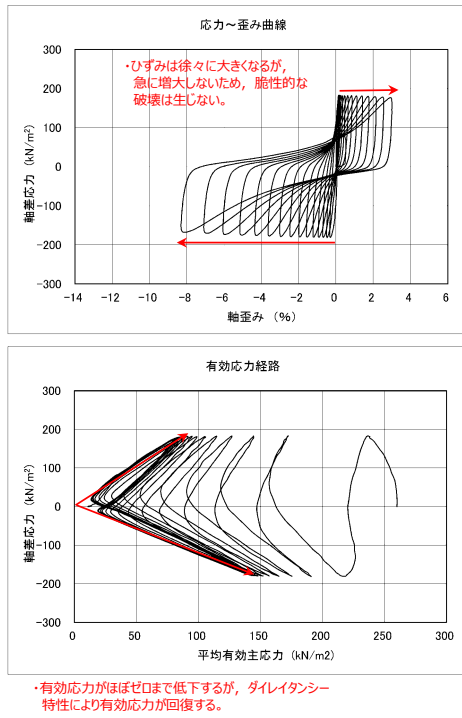 応力～歪み曲線
・ひずみは徐々に大きくなるが，
急に増大しないため，脆性的な
破壊は生じない。
300
200
100
0
-100
-200
-300
軸差応力（kN/m²）
-14 -12 -10 -8 -6 -4 -2 0 2 4 6
軸歪み （%）
有効応力経路
300
200
100
0
-100
-200
-300
軸差応力（kN/m²）
0 50 100 150 200 250 300
平均有効主応力（kN/m2）
・有効応力がほぼゼロまで低下するが，ダイレイタンシー
特性により有効応力が回復する。